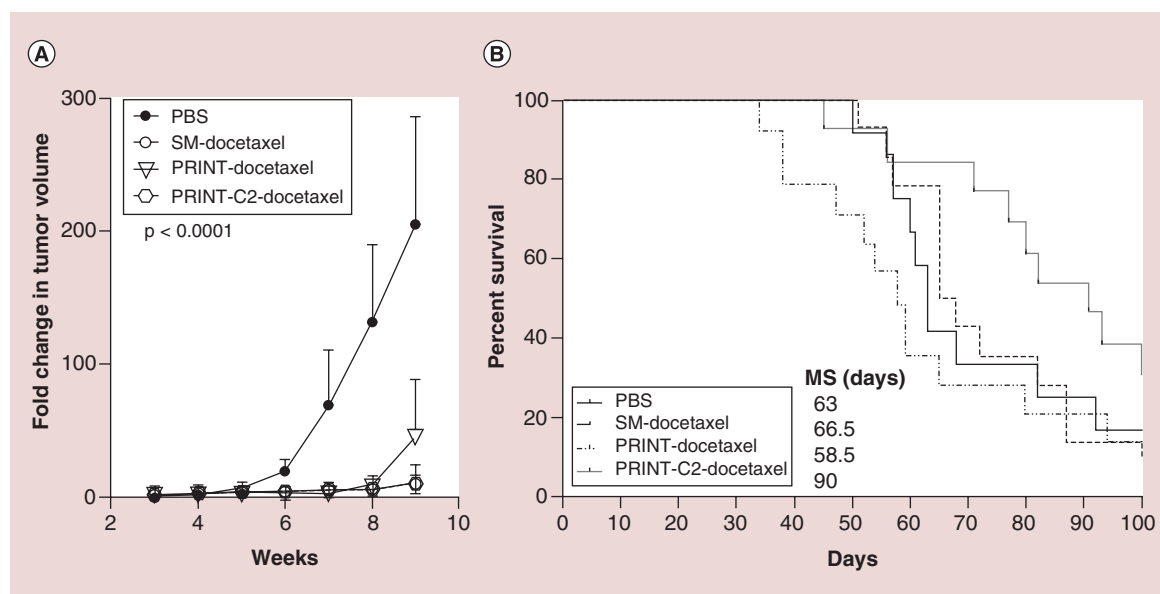 A
300
200
100
0
Fold change in tumor volume
PBS
SM-docetaxel
PRINT-docetaxel
PRINT-C2-docetaxel
p < 0.0001
2 4 6 8 10
Weeks
B
100
80
60
40
20
0
Percent survival
PBS
SM-docetaxel
PRINT-docetaxel
PRINT-C2-docetaxel
MS (days)
63
66.5
58.5
90
0 10 20 30 40 50 60 70 80 90 100
Days